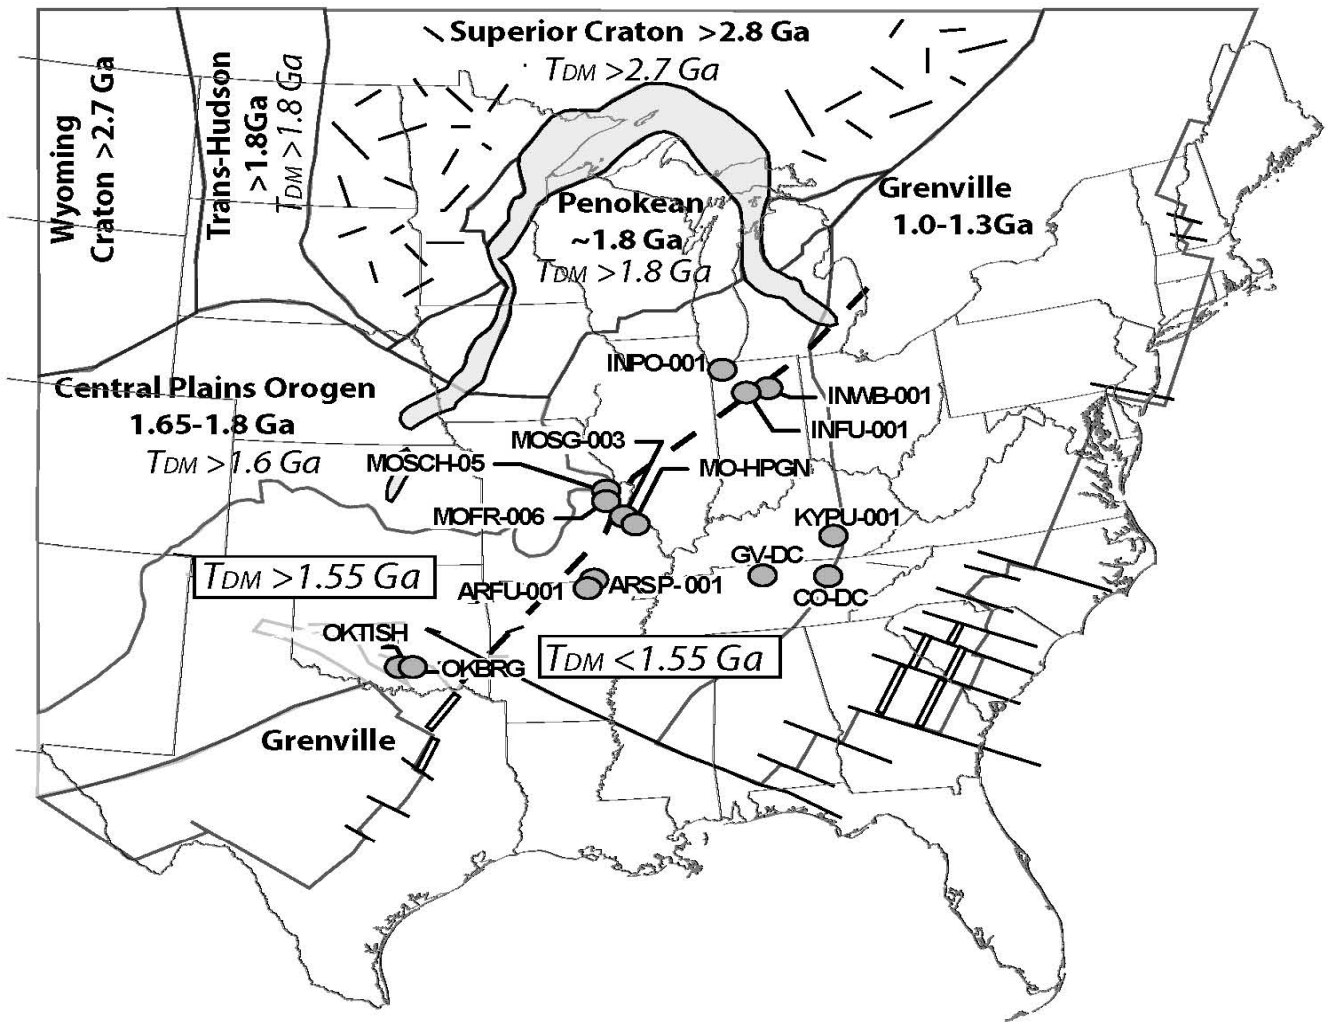 Superior Craton >2.8 Ga
TDM >2.7 Ga
Wyoming
Craton >2.7 Ga
Trans-Hudson
>1.8Ga
TDM >1.8 Ga
Penokean
~1.8 Ga
TDM >1.8 Ga
Grenville
1.0-1.3Ga
INPO-001
Central Plains Orogen
1.65-1.8 Ga
TDM >1.6 Ga
INWB-001
INFU-001
MOSG-003
MOSCH-05
MO-HPGN
MOFR-006
KYPU-001
GV-DC
CO-DC
TDM >1.55 Ga
ARFU-001
ARSP-001
OKTISH
OKBRG
TDM <1.55 Ga
Grenville